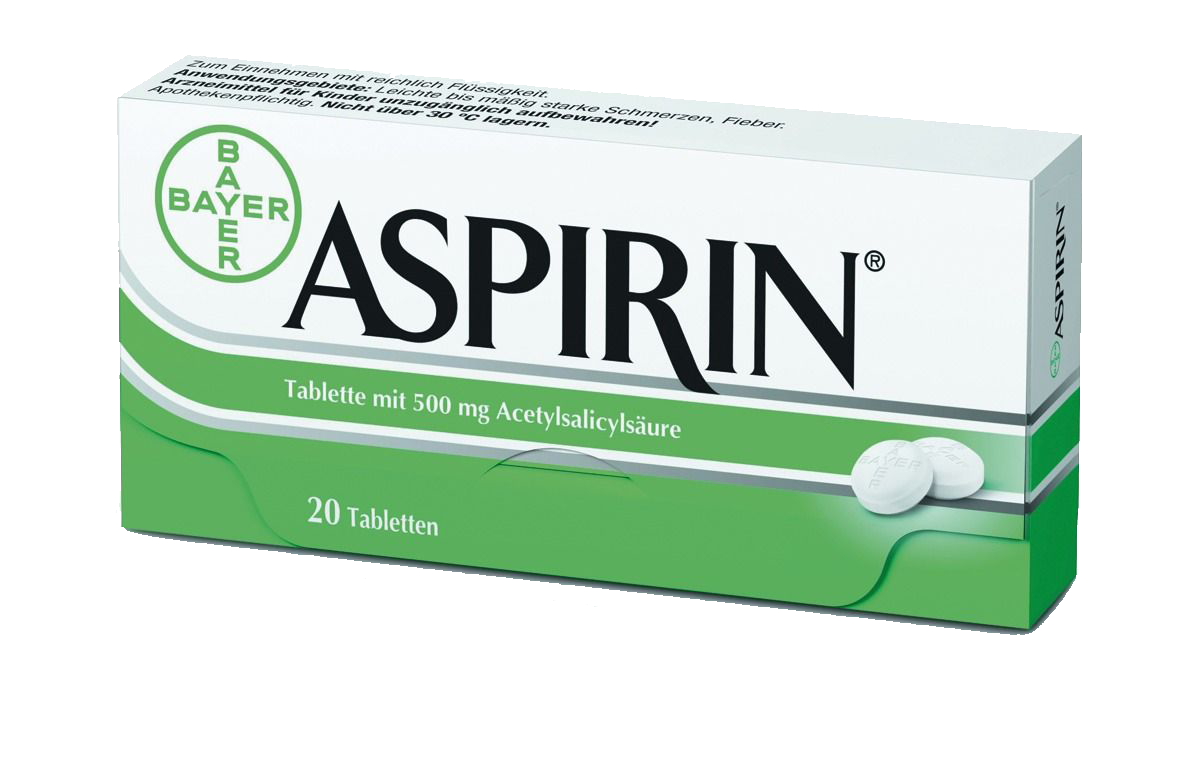 Zum Einnehmen mit reichlich Flüssigkeit.
Anwendungsgebiete: Leichte bis mäßig starke Schmerzen, Fieber.
Arzneimittel für Kinder unzugänglich aufbewahren!
Apothekenpflichtig. Nicht über 30 °C lagern.
BAYER
BAYER
ASPIRIN®
Tablette mit 500 mg Acetylsalicylsäure
20 Tabletten
ASPIRIN®
BAYER
BAYER